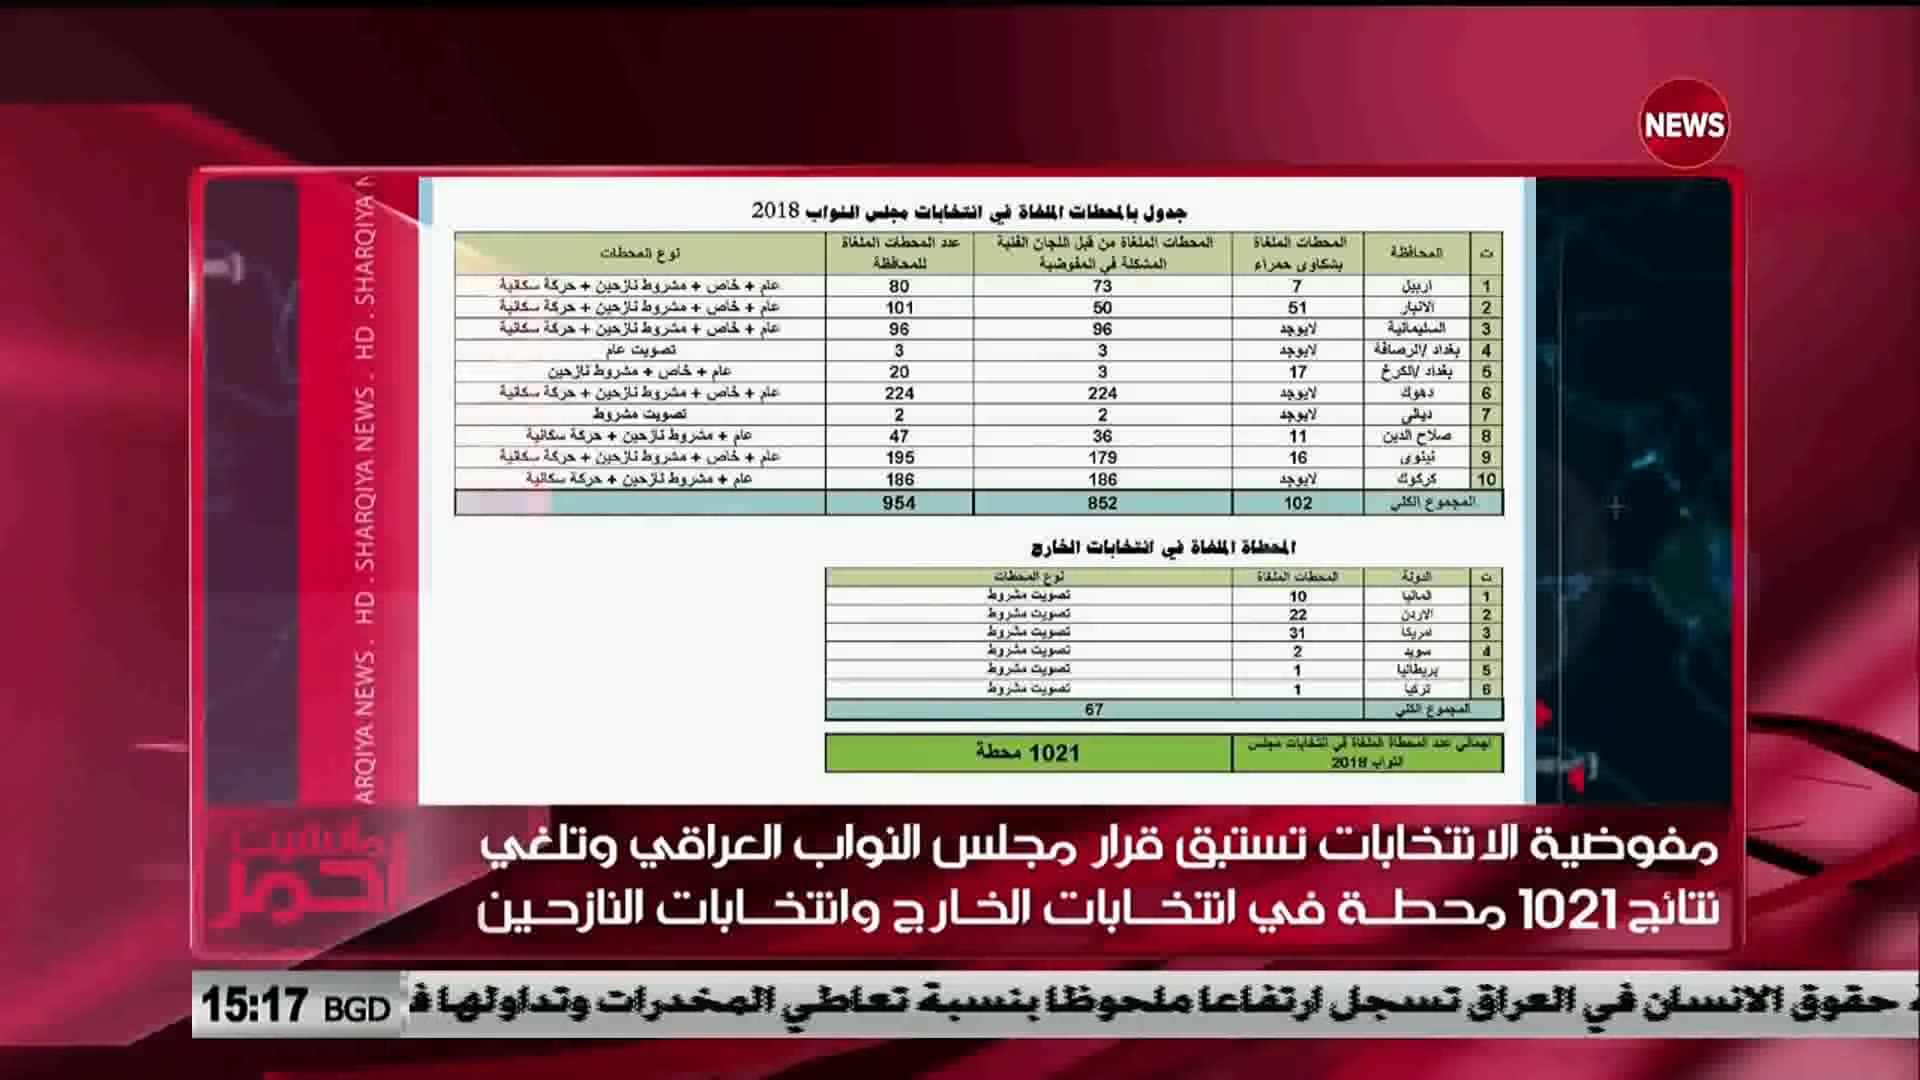 NEWS
جدول بالمحطات الملغاة في انتخابات مجلس النواب 2018
ت المحافظة المحطات الملغاة بشكاوى حمراء المحطات الملغاة من قبل اللجان الفنية المشكلة في المفوضية عدد المحطات الملغاة للمحافظة نوع المحطات
1 اربيل 7 73 80 عام + خاص + مشروط نازحين + حركة سكانية
2 الانبار 51 50 101 عام + خاص + مشروط نازحين + حركة سكانية
3 السليمانية لايوجد 96 96 عام + خاص + مشروط نازحين + حركة سكانية
4 بغداد /الرصافة لايوجد 3 3 تصويت عام
5 بغداد /الكرخ 17 3 20 عام + خاص + مشروط نازحين
6 دهوك لايوجد 224 224 عام + خاص + مشروط نازحين + حركة سكانية
7 ديالى لايوجد 2 2 تصويت مشروط
8 صلاح الدين 11 36 47 عام + مشروط نازحين + حركة سكانية
9 نينوى 16 179 195 عام + خاص + مشروط نازحين + حركة سكانية
10 كركوك لايوجد 186 186 عام + مشروط نازحين + حركة سكانية
المجموع الكلي 102 852 954
المحطاة الملغاة في انتخابات الخارج
ت الدولة المحطات الملغاة نوع المحطات
1 المانيا 10 تصويت مشروط
2 الاردن 22 تصويت مشروط
3 امريكا 31 تصويت مشروط
4 سويد 2 تصويت مشروط
5 بريطانيا 1 تصويت مشروط
6 تركيا 1 تصويت مشروط
المجموع الكلي 67
اجمالي عدد المحطاة الملغاة في انتخابات مجلس النواب 2018 1021 محطة
ARQIYA NEWS . HD . SHARQIYA NEWS . HD . SHARQIYA N
مانشيت
احمر
مفوضية الانتخابات تستبق قرار مجلس النواب العراقي وتلغي
نتائج 1021 محطة في انتخابات الخارج وانتخابات النازحين
15:17 BGD
حقوق الانسان في العراق تسجل ارتفاعا ملحوظا بنسبة تعاطي المخدرات وتداولها